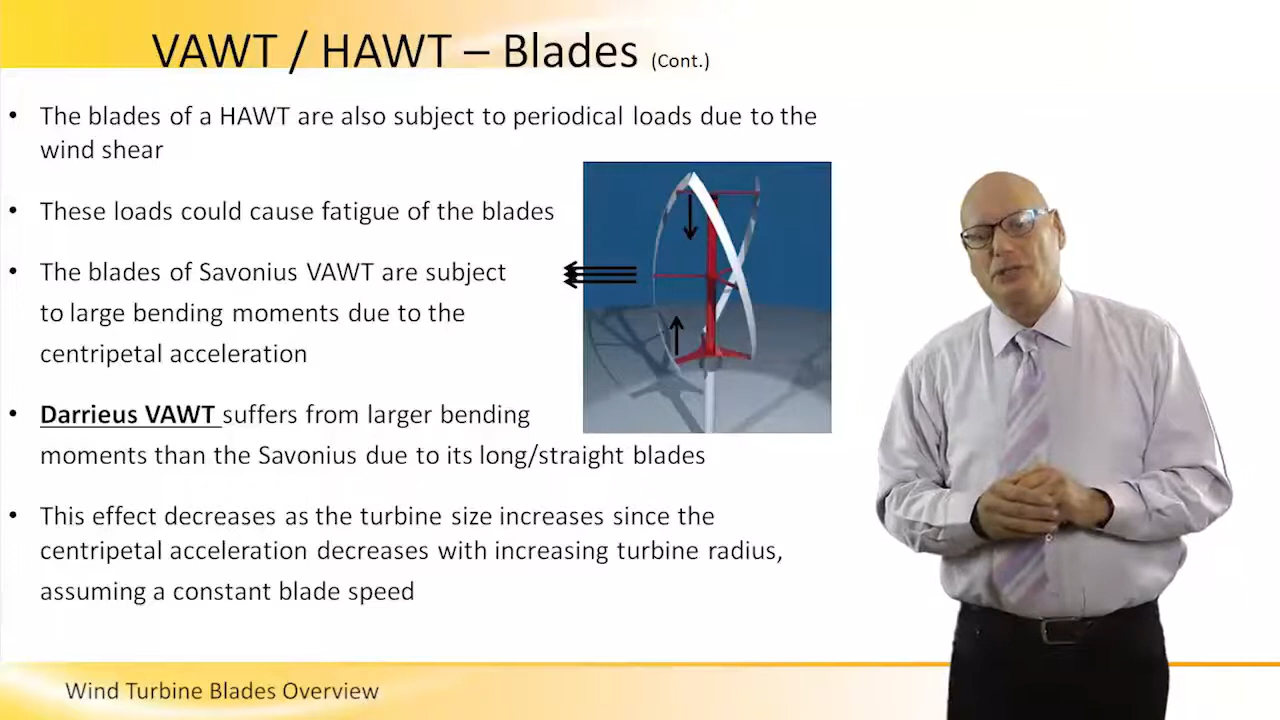 VAWT / HAWT – Blades (Cont.)
• The blades of a HAWT are also subject to periodical loads due to the
wind shear
• These loads could cause fatigue of the blades
• The blades of Savonius VAWT are subject
to large bending moments due to the
centripetal acceleration
• Darrieus VAWT suffers from larger bending
moments than the Savonius due to its long/straight blades
• This effect decreases as the turbine size increases since the
centripetal acceleration decreases with increasing turbine radius,
assuming a constant blade speed
Wind Turbine Blades Overview